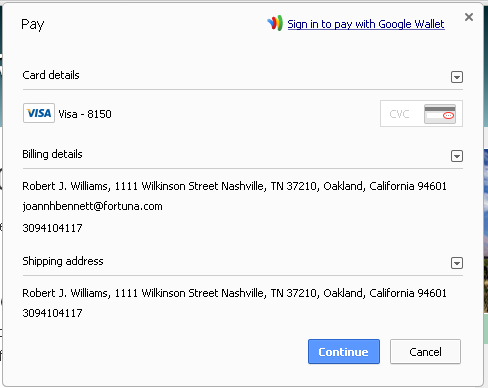 Pay
Sign in to pay with Google Wallet
Card details
VISA Visa - 8150
CVC
Billing details
Robert J. Williams, 1111 Wilkinson Street Nashville, TN 37210, Oakland, California 94601
joannhbennett@fortuna.com
3094104117
Shipping address
Robert J. Williams, 1111 Wilkinson Street Nashville, TN 37210, Oakland, California 94601
3094104117
Continue
Cancel